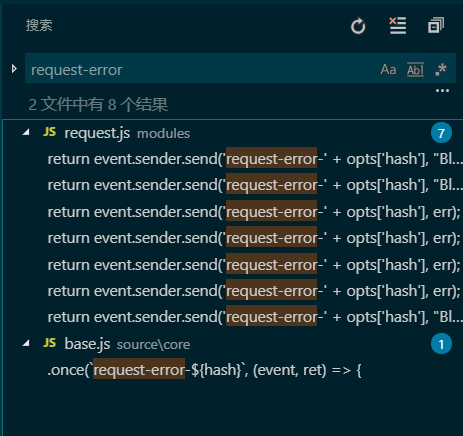 搜索
request-error
Aa Abl .*
2 文件中有 8 个结果
...
JS request.js modules 7
return event.sender.send('request-error-' + opts['hash'], "Bl...
return event.sender.send('request-error-' + opts['hash'], "Bl...
return event.sender.send('request-error-' + opts['hash'], err);
return event.sender.send('request-error-' + opts['hash'], err);
return event.sender.send('request-error-' + opts['hash'], err);
return event.sender.send('request-error-' + opts['hash'], err);
return event.sender.send('request-error-' + opts['hash'], "Bl...
JS base.js source\core 1
.once(`request-error-${hash}`, (event, ret) => {